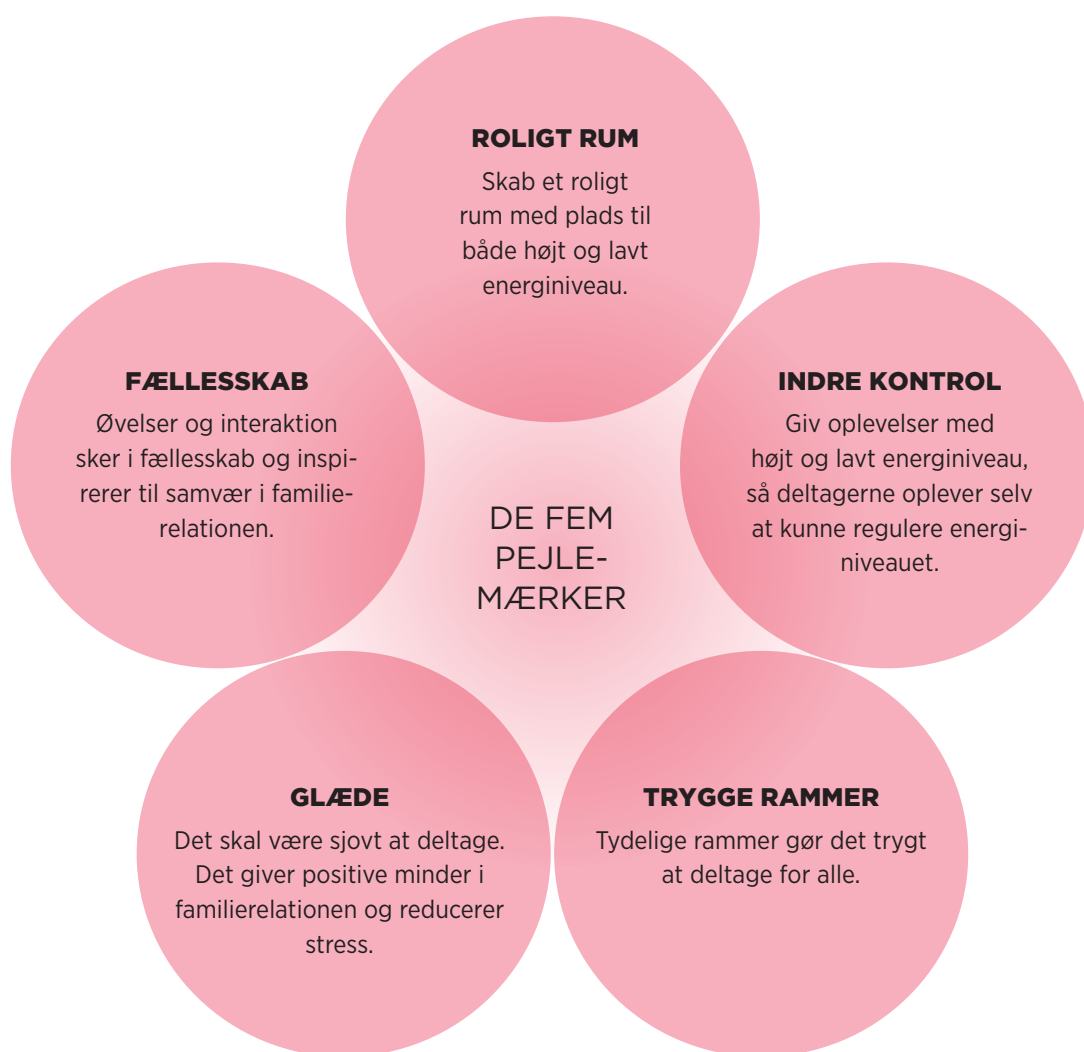 ROLIGT RUM
Skab et roligt
rum med plads til
både højt og lavt
energiniveau.
FÆLLESSKAB
Øvelser og interaktion
sker i fællesskab og inspi-
rerer til samvær i familie-
relationen.
INDRE KONTROL
Giv oplevelser med
højt og lavt energiniveau,
så deltagerne oplever selv
at kunne regulere energi-
niveauet.
DE FEM
PEJLE-
MÆRKER
GLÆDE
Det skal være sjovt at deltage.
Det giver positive minder i
familierelationen og reducerer
stress.
TRYGGE RAMMER
Tydelige rammer gør det trygt
at deltage for alle.